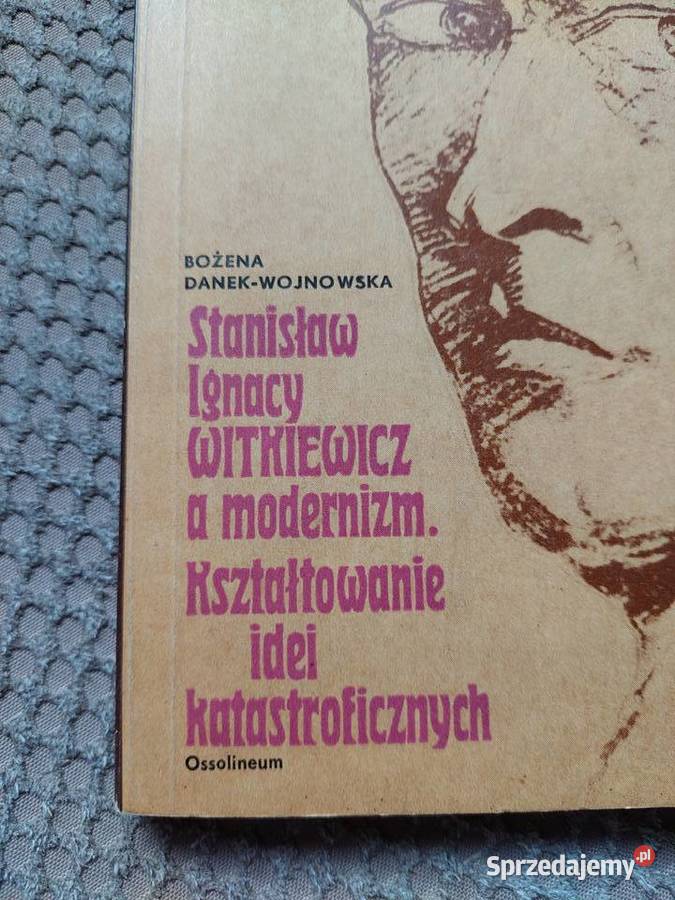 BOŻENA
DANEK-WOJNOWSKA
Stanisław
Ignacy
WITKIEWICZ
a modernizm.
Kształtowanie
idei
katastroficznych
Ossolineum
Sprzedajemy.pl